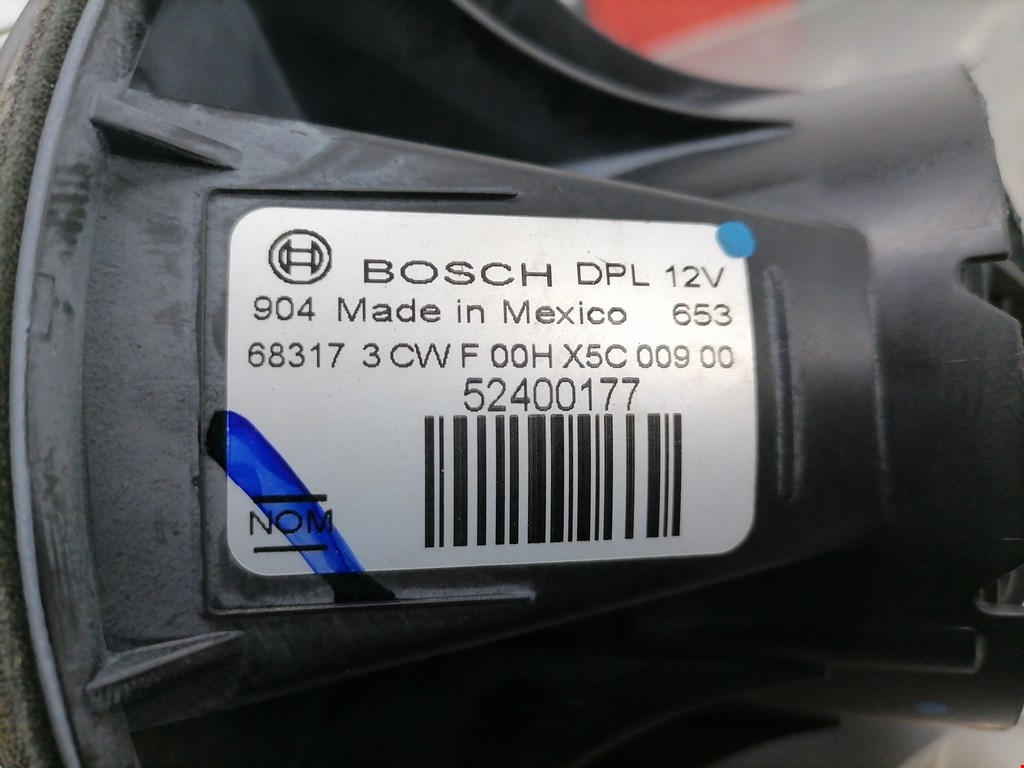 BOSCH DPL 12V
904 Made in Mexico 653
68317 3 CW F 00H X5C 009 00
52400177
NOM